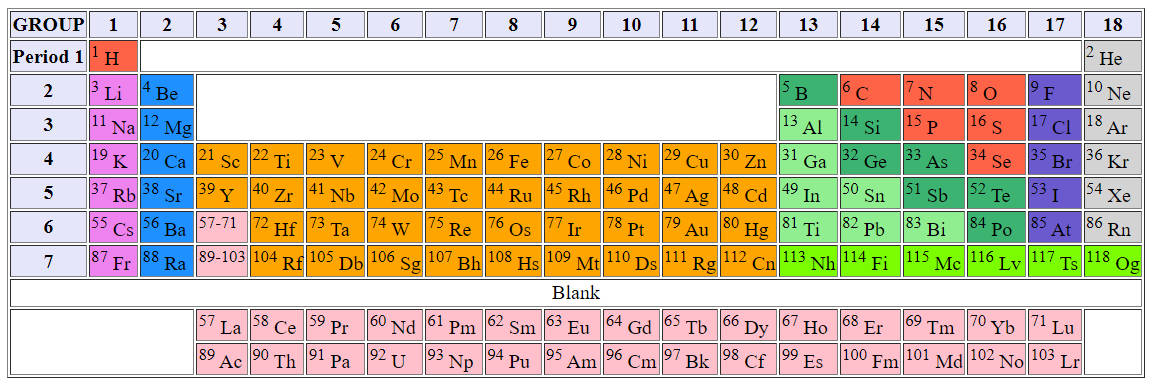 GROUP 1 2 3 4 5 6 7 8 9 10 11 12 13 14 15 16 17 18
Period 1 1 H 2 He
2 3 Li 4 Be 5 B 6 C 7 N 8 O 9 F 10 Ne
3 11 Na 12 Mg 13 Al 14 Si 15 P 16 S 17 Cl 18 Ar
4 19 K 20 Ca 21 Sc 22 Ti 23 V 24 Cr 25 Mn 26 Fe 27 Co 28 Ni 29 Cu 30 Zn 31 Ga 32 Ge 33 As 34 Se 35 Br 36 Kr
5 37 Rb 38 Sr 39 Y 40 Zr 41 Nb 42 Mo 43 Tc 44 Ru 45 Rh 46 Pd 47 Ag 48 Cd 49 In 50 Sn 51 Sb 52 Te 53 I 54 Xe
6 55 Cs 56 Ba 57-71 72 Hf 73 Ta 74 W 75 Re 76 Os 77 Ir 78 Pt 79 Au 80 Hg 81 Ti 82 Pb 83 Bi 84 Po 85 At 86 Rn
7 87 Fr 88 Ra 89-103 104 Rf 105 Db 106 Sg 107 Bh 108 Hs 109 Mt 110 Ds 111 Rg 112 Cn 113 Nh 114 Fi 115 Mc 116 Lv 117 Ts 118 Og
Blank
57 La 58 Ce 59 Pr 60 Nd 61 Pm 62 Sm 63 Eu 64 Gd 65 Tb 66 Dy 67 Ho 68 Er 69 Tm 70 Yb 71 Lu
89 Ac 90 Th 91 Pa 92 U 93 Np 94 Pu 95 Am 96 Cm 97 Bk 98 Cf 99 Es 100 Fm 101 Md 102 No 103 Lr